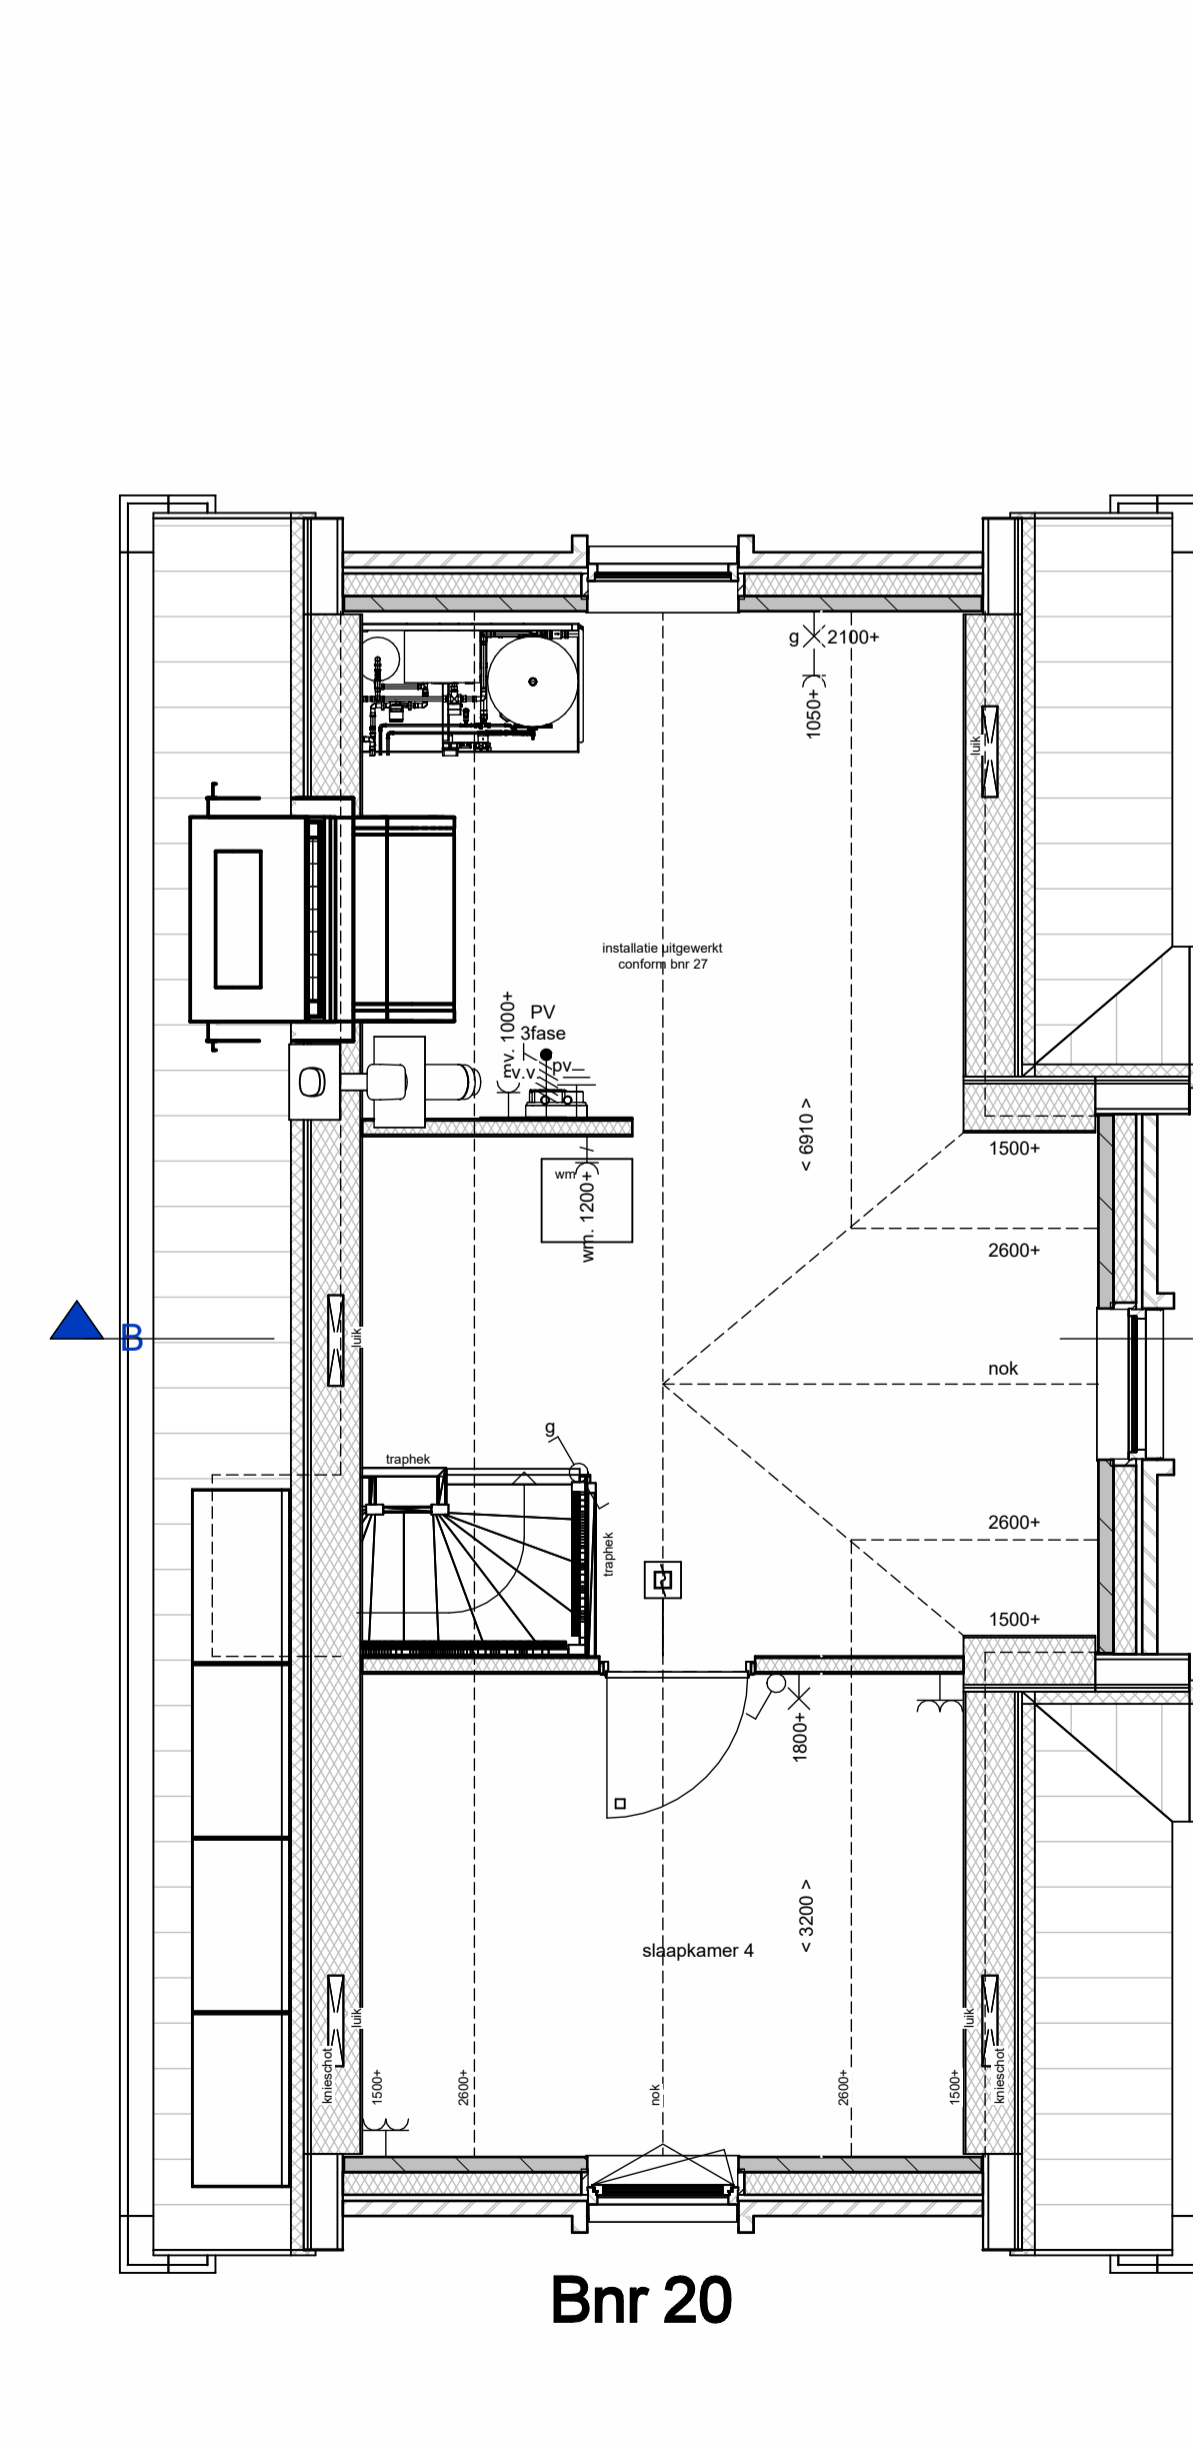 g 2100+
1050+
luik
installatie uitgewerkt
conform bnr 27
mv. 1000+
PV
3fase
v.v.
pv
< 6910 >
1500+
wm
wm. 1200+
2600+
B
luik
nok
g
traphek
2600+
traphek
1500+
1800+
< 3200 >
slaapkamer 4
luik
luik
knieschot
1500+
2600+
nok
2600+
1500+
knieschot
Bnr 20